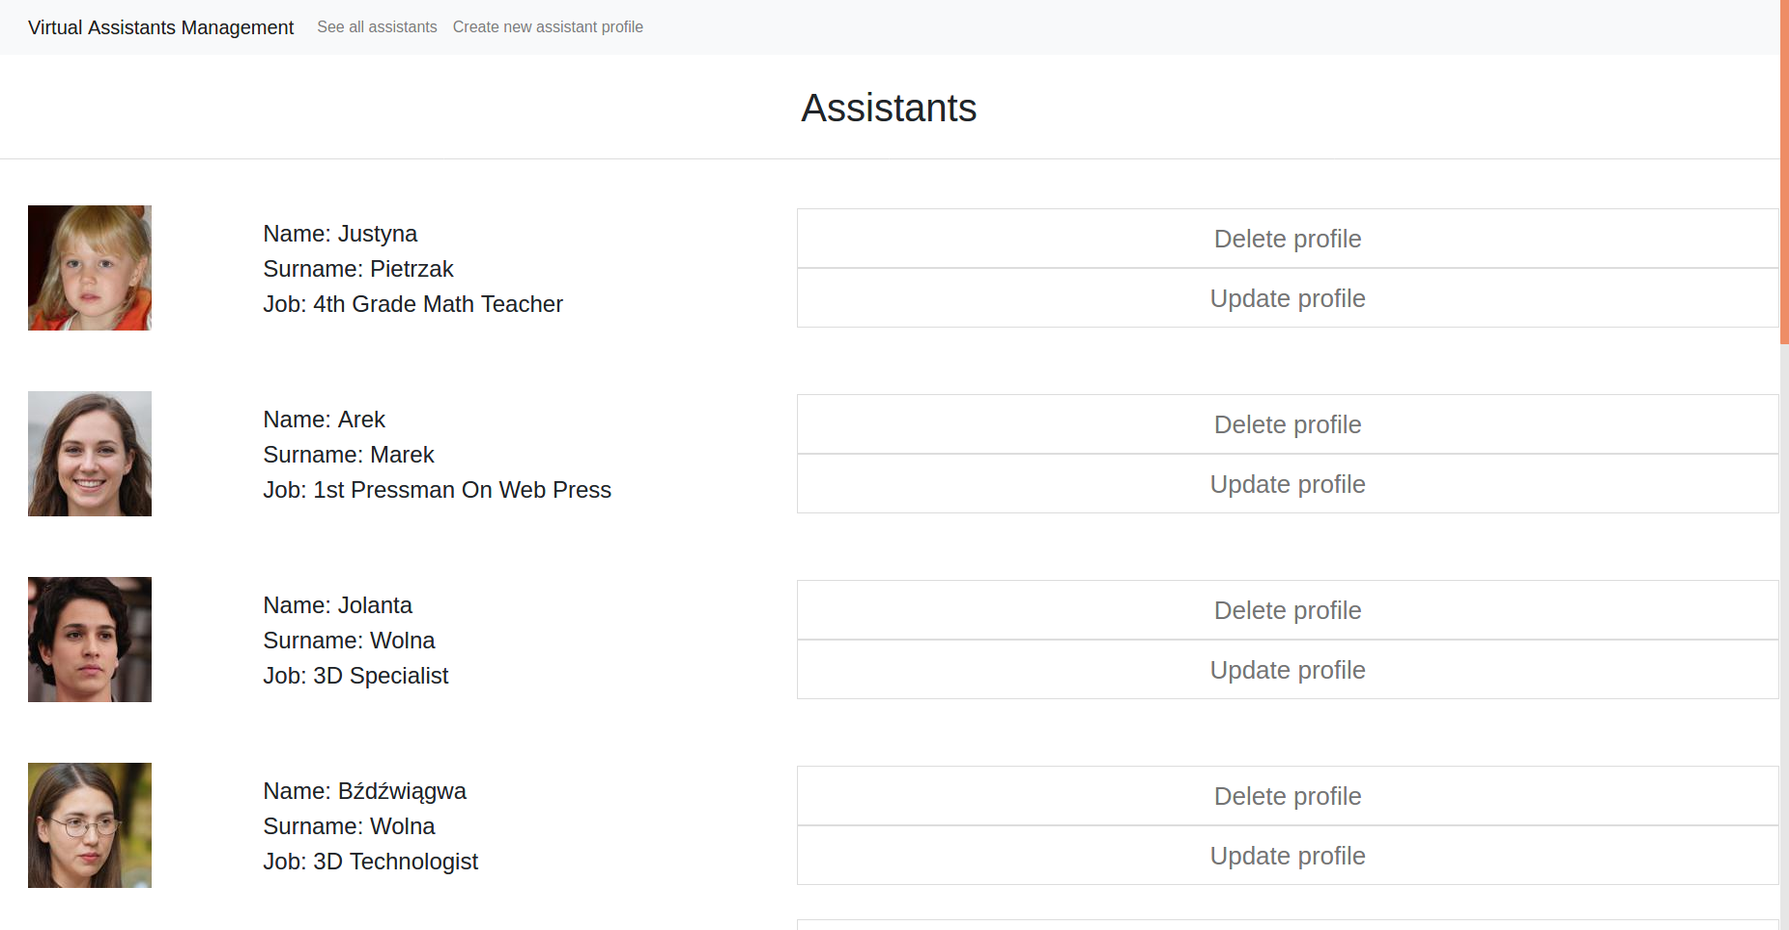 Virtual Assistants Management See all assistants Create new assistant profile
Assistants
Name: Justyna
Surname: Pietrzak
Job: 4th Grade Math Teacher
Delete profile
Update profile
Name: Arek
Surname: Marek
Job: 1st Pressman On Web Press
Delete profile
Update profile
Name: Jolanta
Surname: Wolna
Job: 3D Specialist
Delete profile
Update profile
Name: Bździwiągwa
Surname: Wolna
Job: 3D Technologist
Delete profile
Update profile